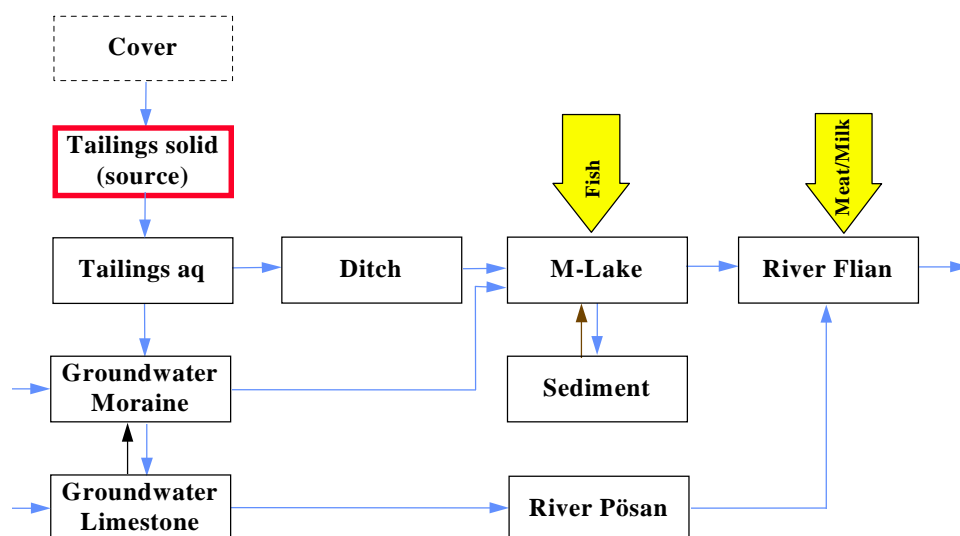 Cover
Tailings solid
(source)
Fish
Meat/Milk
Tailings aq
Ditch
M-Lake
River Flian
Groundwater
Moraine
Sediment
Groundwater
Limestone
River Pösan